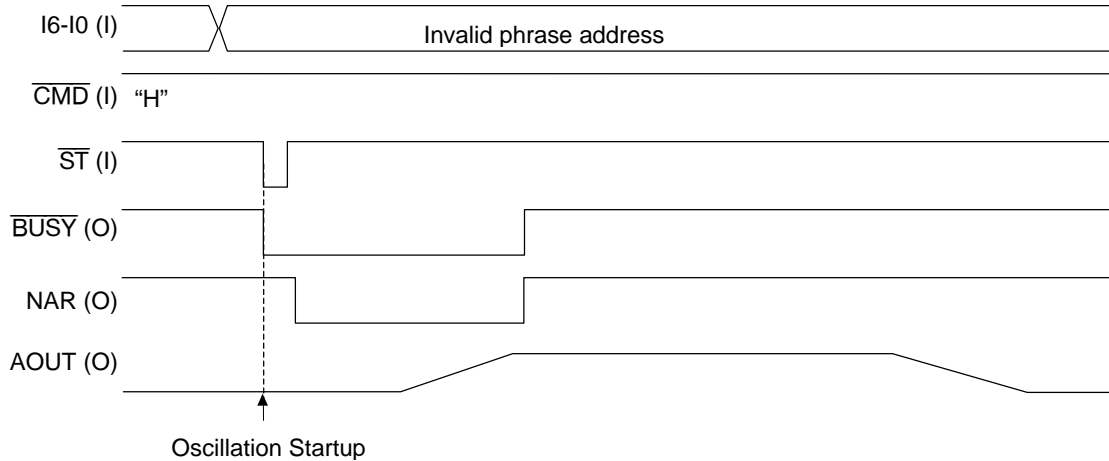 I6-I0 (I) Invalid phrase address
CMD (I) “H”
ST (I)
BUSY (O)
NAR (O)
AOUT (O)
Oscillation Startup